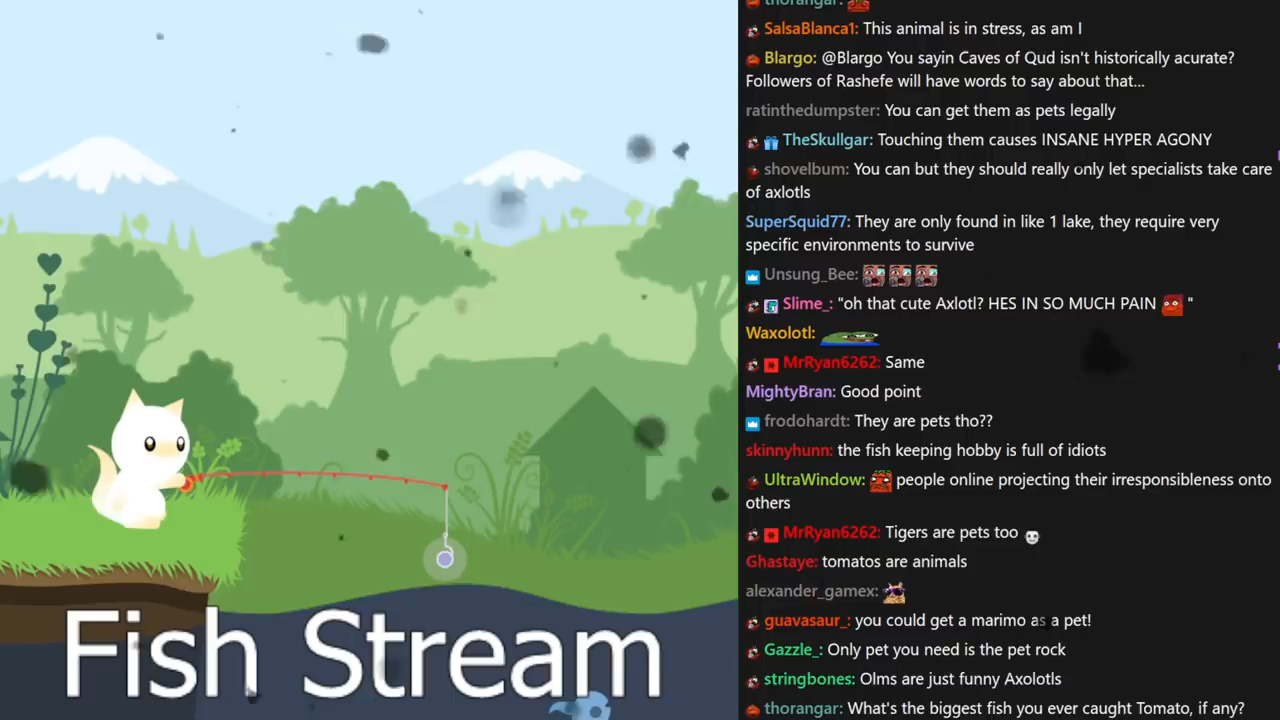 thorangar:
SalsaBlanca1: This animal is in stress, as am I
Blargo: @Blargo You sayin Caves of Qud isn't historically acurate?
Followers of Rashefe will have words to say about that...
ratinthedumpster: You can get them as pets legally
TheSkullgar: Touching them causes INSANE HYPER AGONY
shovelbum: You can but they should really only let specialists take care
of axlotls
SuperSquid77: They are only found in like 1 lake, they require very
specific environments to survive
Unsung_Bee:
Slime_: "oh that cute Axlotl? HES IN SO MUCH PAIN "
Waxolotl:
MrRyan6262: Same
MightyBran: Good point
frodohardt: They are pets tho??
skinnyhunn: the fish keeping hobby is full of idiots
UltraWindow: people online projecting their irresponsibleness onto
others
MrRyan6262: Tigers are pets too
Ghastaye: tomatos are animals
alexander_gamex:
guavasaur_: you could get a marimo as a pet!
Gazzle_: Only pet you need is the pet rock
stringbones: Olms are just funny Axolotls
thorangar: What's the biggest fish you ever caught Tomato, if any?
Fish Stream